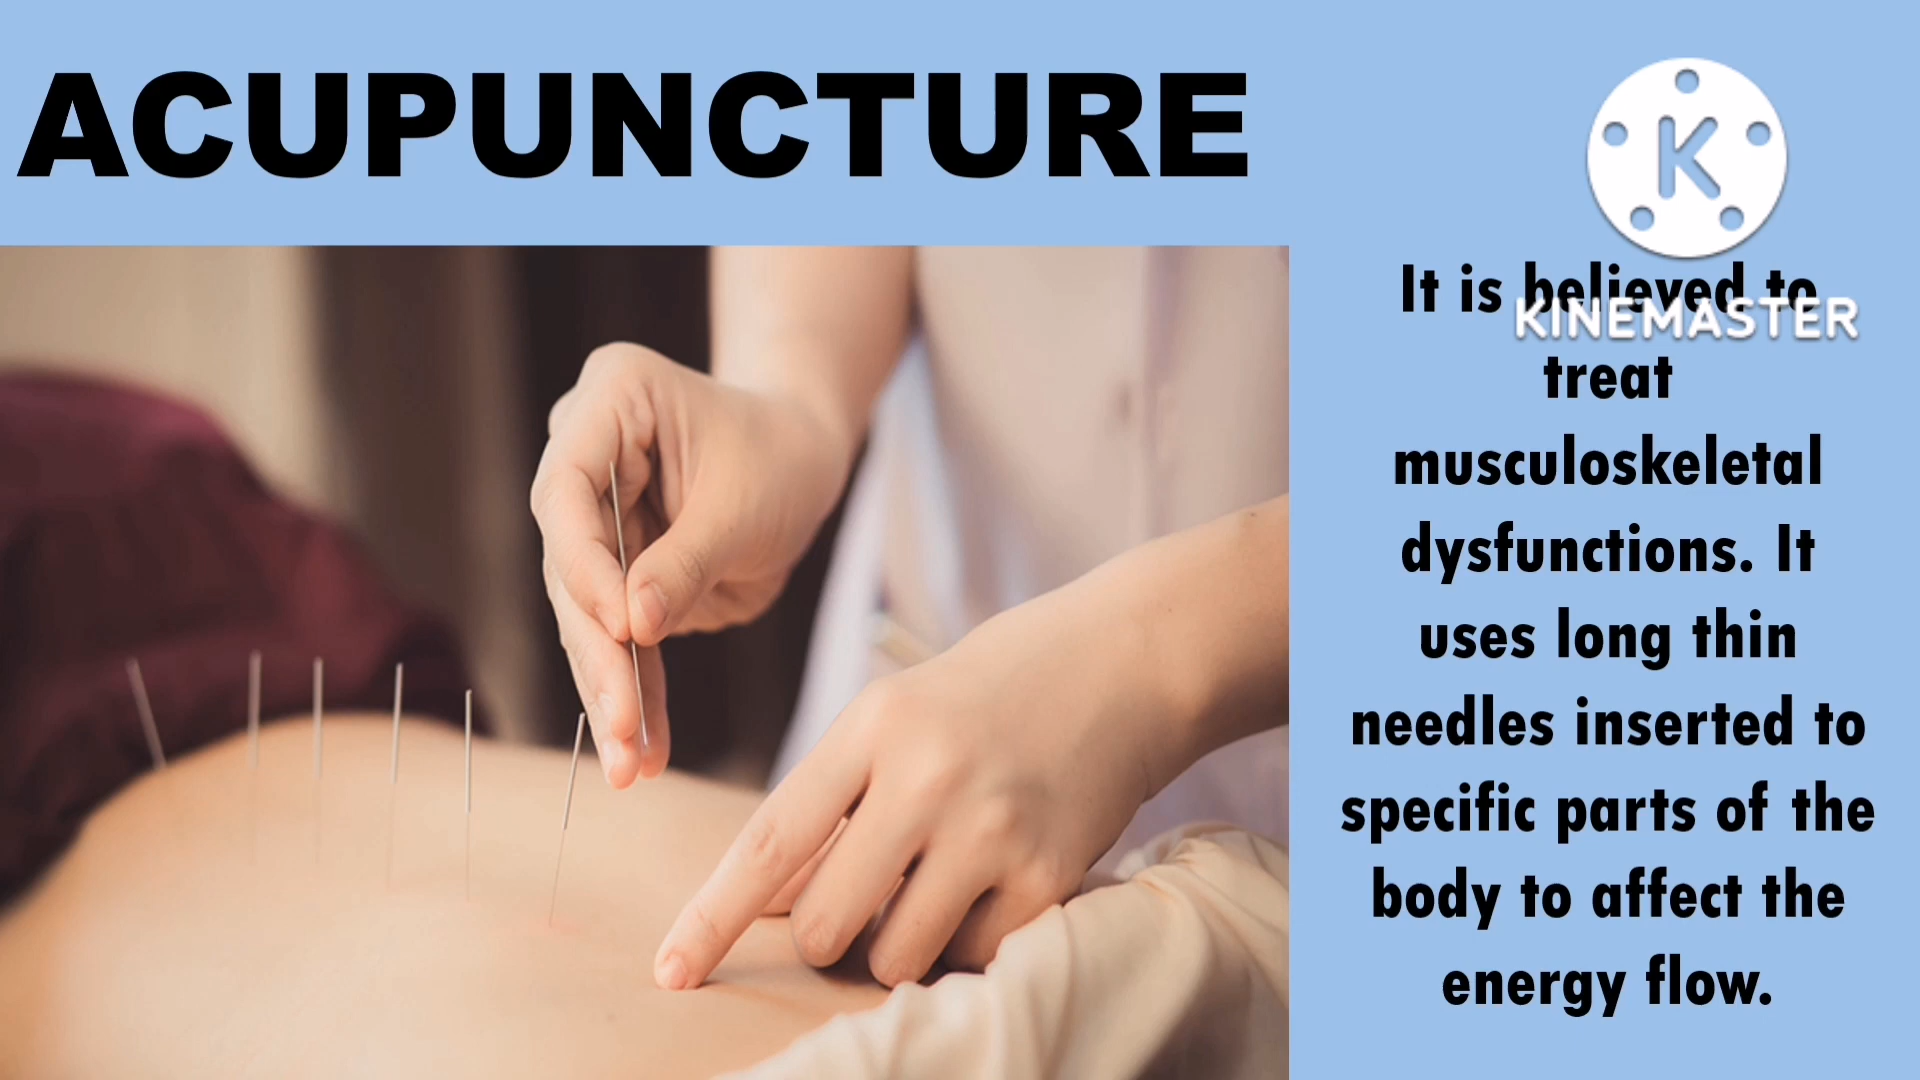 ACUPUNCTURE
K
KINEMASTER
It is believed to
treat
musculoskeletal
dysfunctions. It
uses long thin
needles inserted to
specific parts of the
body to affect the
energy flow.